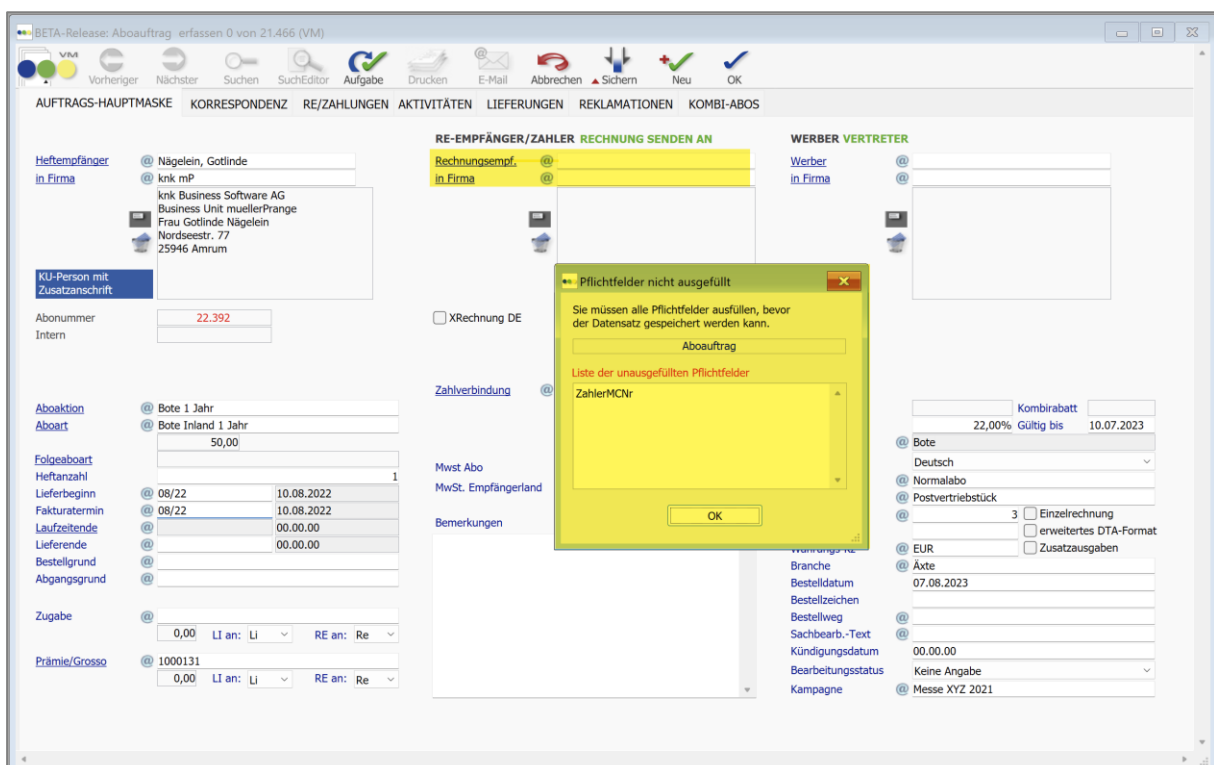 BETA-Release: Aboauftrag erfassen 0 von 21.466 (VM)
VM
Vorheriger Nächster Suchen SuchEditor Aufgabe Drucken E-Mail Abbrechen Sichern Neu OK
AUFTRAGS-HAUPTMASKE KORRESPONDENZ RE/ZAHLUNGEN AKTIVITÄTEN LIEFERUNGEN REKLAMATIONEN KOMBI-ABOS
RE-EMPFÄNGER/ZAHLER RECHNUNG SENDEN AN WERBER VERTRETER
Heftempfänger @ Nägelein, Gotlinde Rechnungsempf. @ Werber @
in Firma @ knk mP in Firma @ in Firma @
knk Business Software AG
Business Unit muellerPrange
Frau Gotlinde Nägelein
Nordseestr. 77
25946 Amrum
KU-Person mit
Zusatzanschrift
Pflichtfelder nicht ausgefüllt
Sie müssen alle Pflichtfelder ausfüllen, bevor
der Datensatz gespeichert werden kann.
Aboauftrag
Liste der unausgefüllten Pflichtfelder
ZahlerMCNr
OK
Abonummer 22.392 XRechnung DE
Intern
Zahlverbindung @
Aboaktion @ Bote 1 Jahr Kombirabatt
Aboart @ Bote Inland 1 Jahr 22,00% Gültig bis 10.07.2023
50,00 @ Bote
Folgeaboart Deutsch
Heftanzahl 1 Mwst Abo @ Normalabo
Lieferbeginn @ 08/22 10.08.2022 MwSt. Empfängerland @ Postvertriebstück
Fakturatermin @ 08/22 10.08.2022 @ 3 Einzelrechnung
Laufzeitende @ 00.00.00 Bemerkungen erweitertes DTA-Format
Lieferende @ 00.00.00 Währungs-Kz @ EUR Zusatzausgaben
Bestellgrund @ Branche @ Äxte
Abgangsgrund @ Bestelldatum 07.08.2023
Bestellzeichen
Zugabe @ Bestellweg @
0,00 LI an: Li RE an: Re Sachbearb.-Text @
Kündigungsdatum 00.00.00
Prämie/Grosso @ 1000131 Bearbeitungsstatus Keine Angabe
0,00 LI an: Li RE an: Re Kampagne @ Messe XYZ 2021